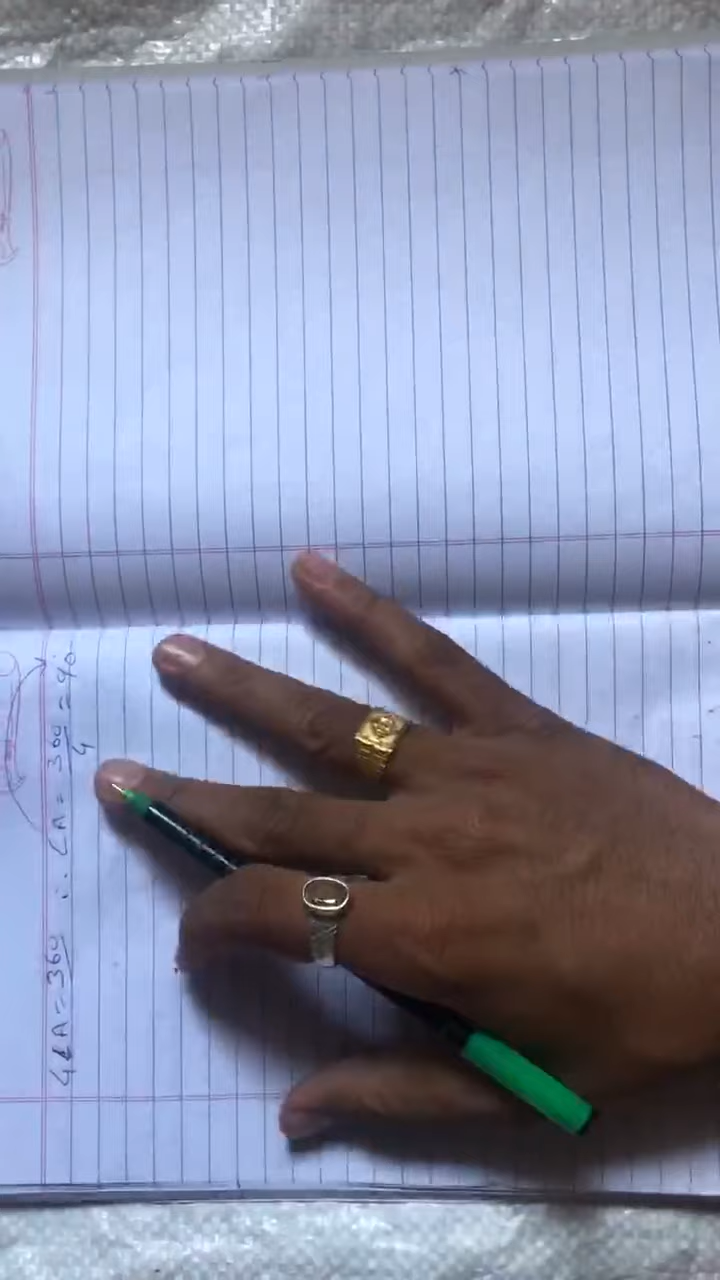 4∠A = 360 ∴ ∠A = 360/4 = 90